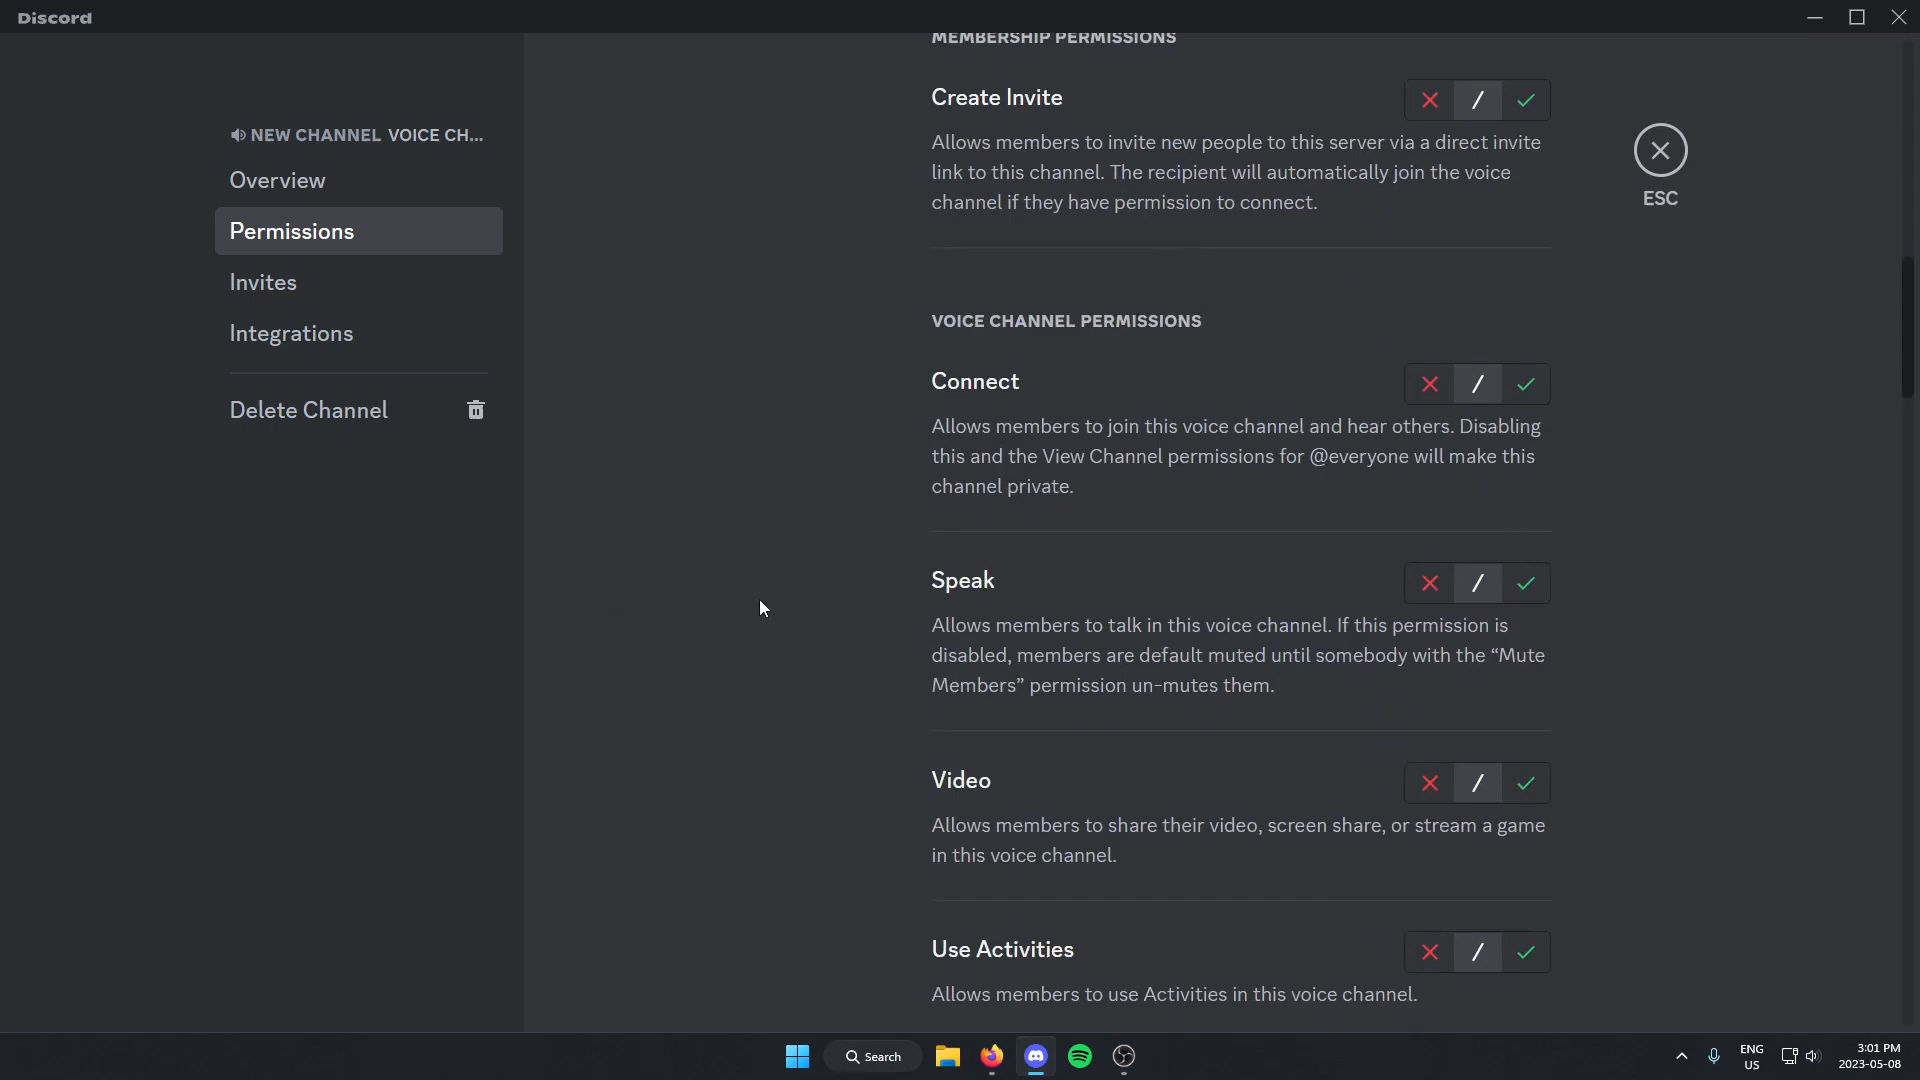 Discord
MEMBERSHIP PERMISSIONS
NEW CHANNEL VOICE CH...
Overview
Permissions
Invites
Integrations
Delete Channel
Create Invite
Allows members to invite new people to this server via a direct invite
link to this channel. The recipient will automatically join the voice
channel if they have permission to connect.
ESC
VOICE CHANNEL PERMISSIONS
Connect
Allows members to join this voice channel and hear others. Disabling
this and the View Channel permissions for @everyone will make this
channel private.
Speak
Allows members to talk in this voice channel. If this permission is
disabled, members are default muted until somebody with the “Mute
Members” permission un-mutes them.
Video
Allows members to share their video, screen share, or stream a game
in this voice channel.
Use Activities
Allows members to use Activities in this voice channel.
Search
ENG
US
3:01 PM
2023-05-08